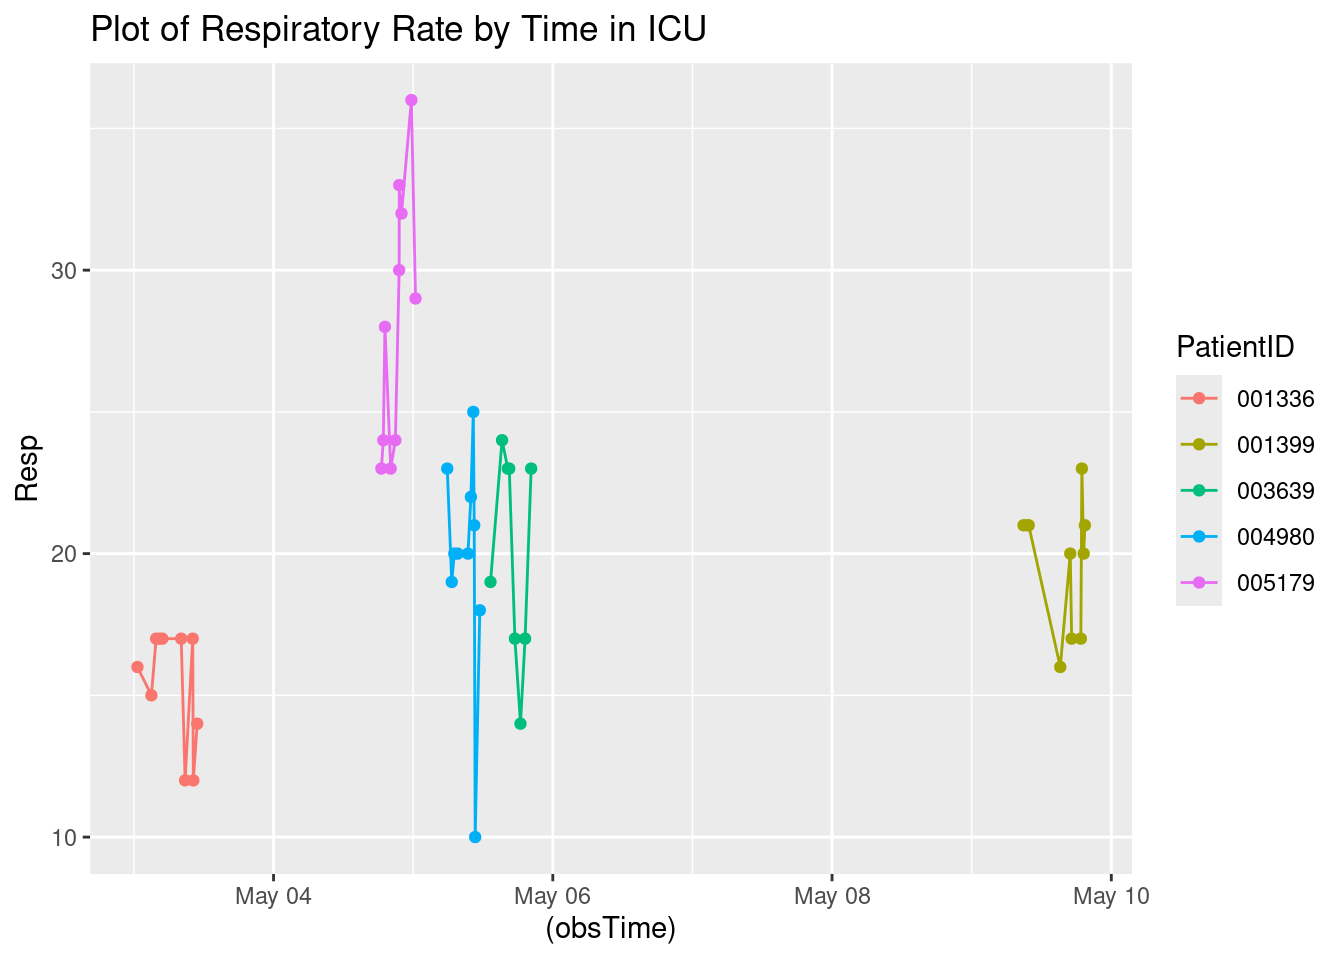 Plot of Respiratory Rate by Time in ICU
Resp
30
20
10
May 04
May 06
May 08
May 10
(obsTime)
PatientID
001336
001399
003639
004980
005179